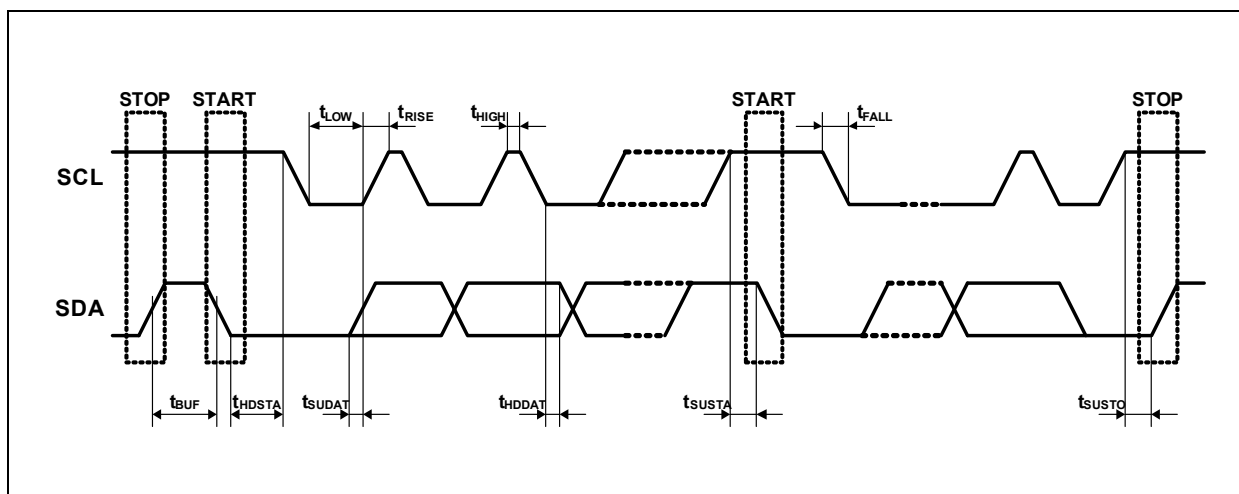 STOP START START STOP
tLOW tRISE tHIGH tFALL
SCL
SDA
tBUF tHDSTA tSUDAT tHDDAT tSUSTA tSUSTO